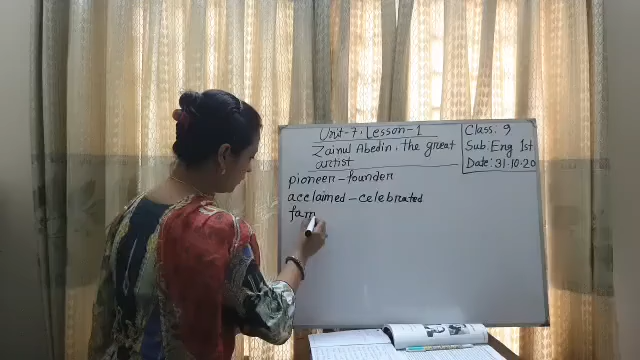 Unit-7, Lesson-1
Zainul Abedin, the great
artist
Class: 9
Sub: Eng 1st
Date: 31.10.20
pioneer - founder
acclaimed - celebrated
fam